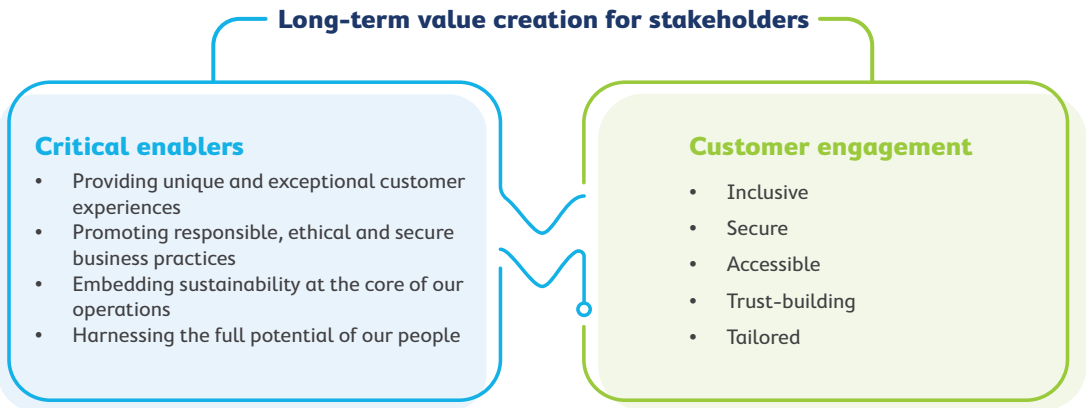 Long-term value creation for stakeholders
Critical enablers
• Providing unique and exceptional customer
experiences
• Promoting responsible, ethical and secure
business practices
• Embedding sustainability at the core of our
operations
• Harnessing the full potential of our people
Customer engagement
• Inclusive
• Secure
• Accessible
• Trust-building
• Tailored